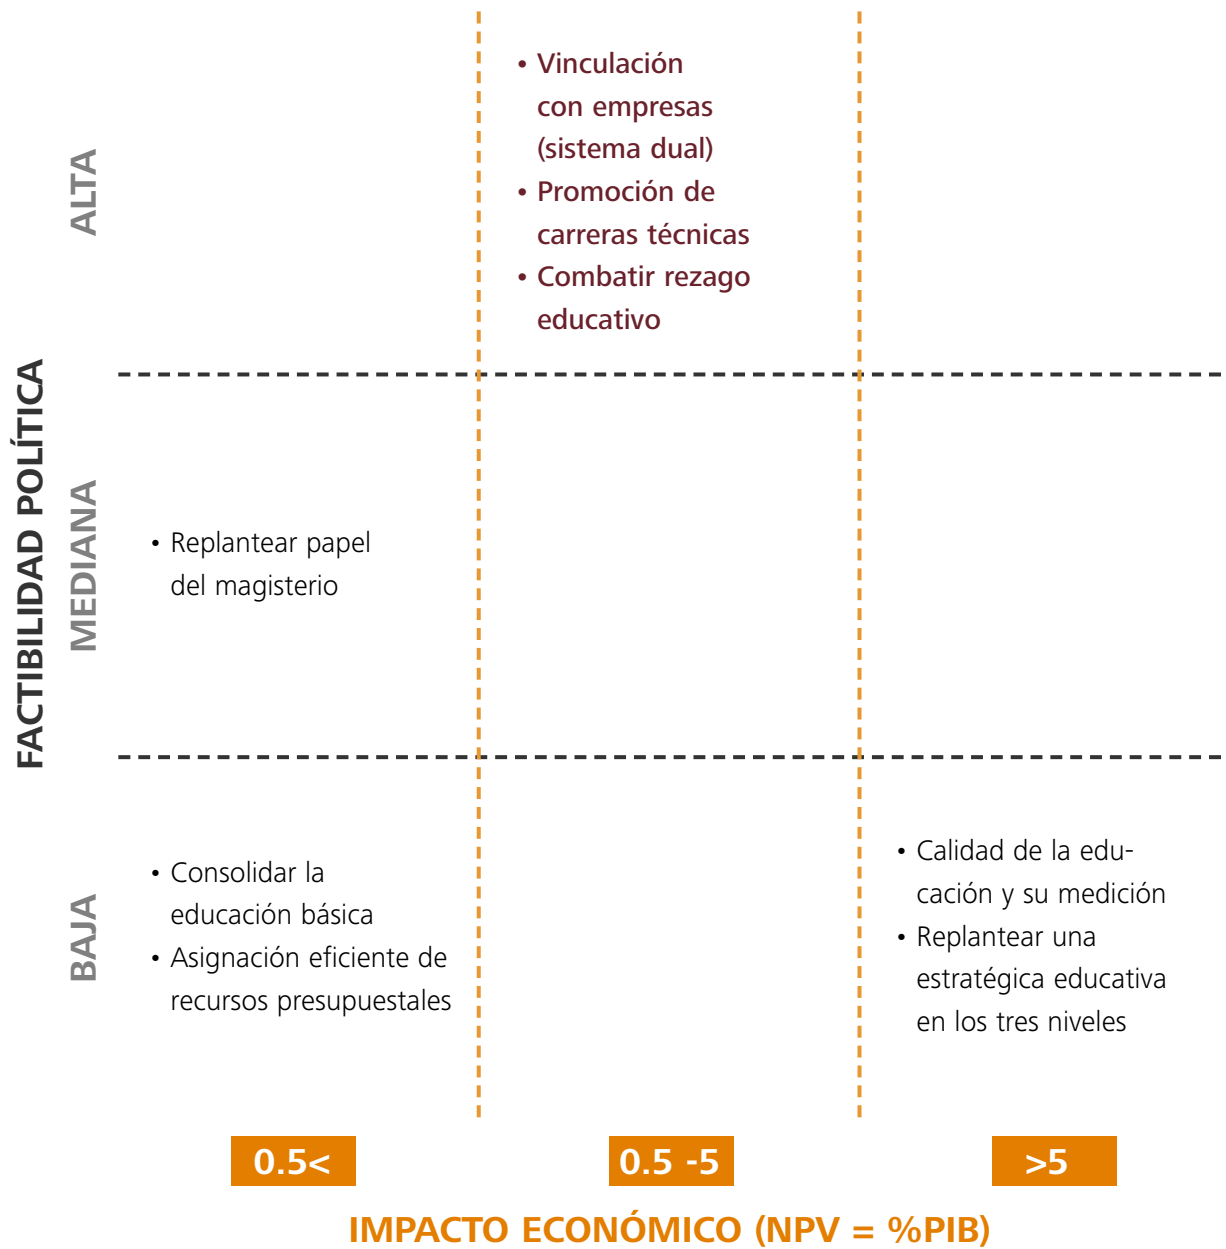 FACTIBILIDAD POLÍTICA
ALTA
• Vinculación
con empresas
(sistema dual)
• Promoción de
carreras técnicas
• Combatir rezago
educativo
MEDIANA
• Replantear papel
del magisterio
BAJA
• Consolidar la
educación básica
• Asignación eficiente de
recursos presupuestales
• Calidad de la edu-
cación y su medición
• Replantear una
estratégica educativa
en los tres niveles
0.5<
0.5 -5
>5
IMPACTO ECONÓMICO (NPV = %PIB)